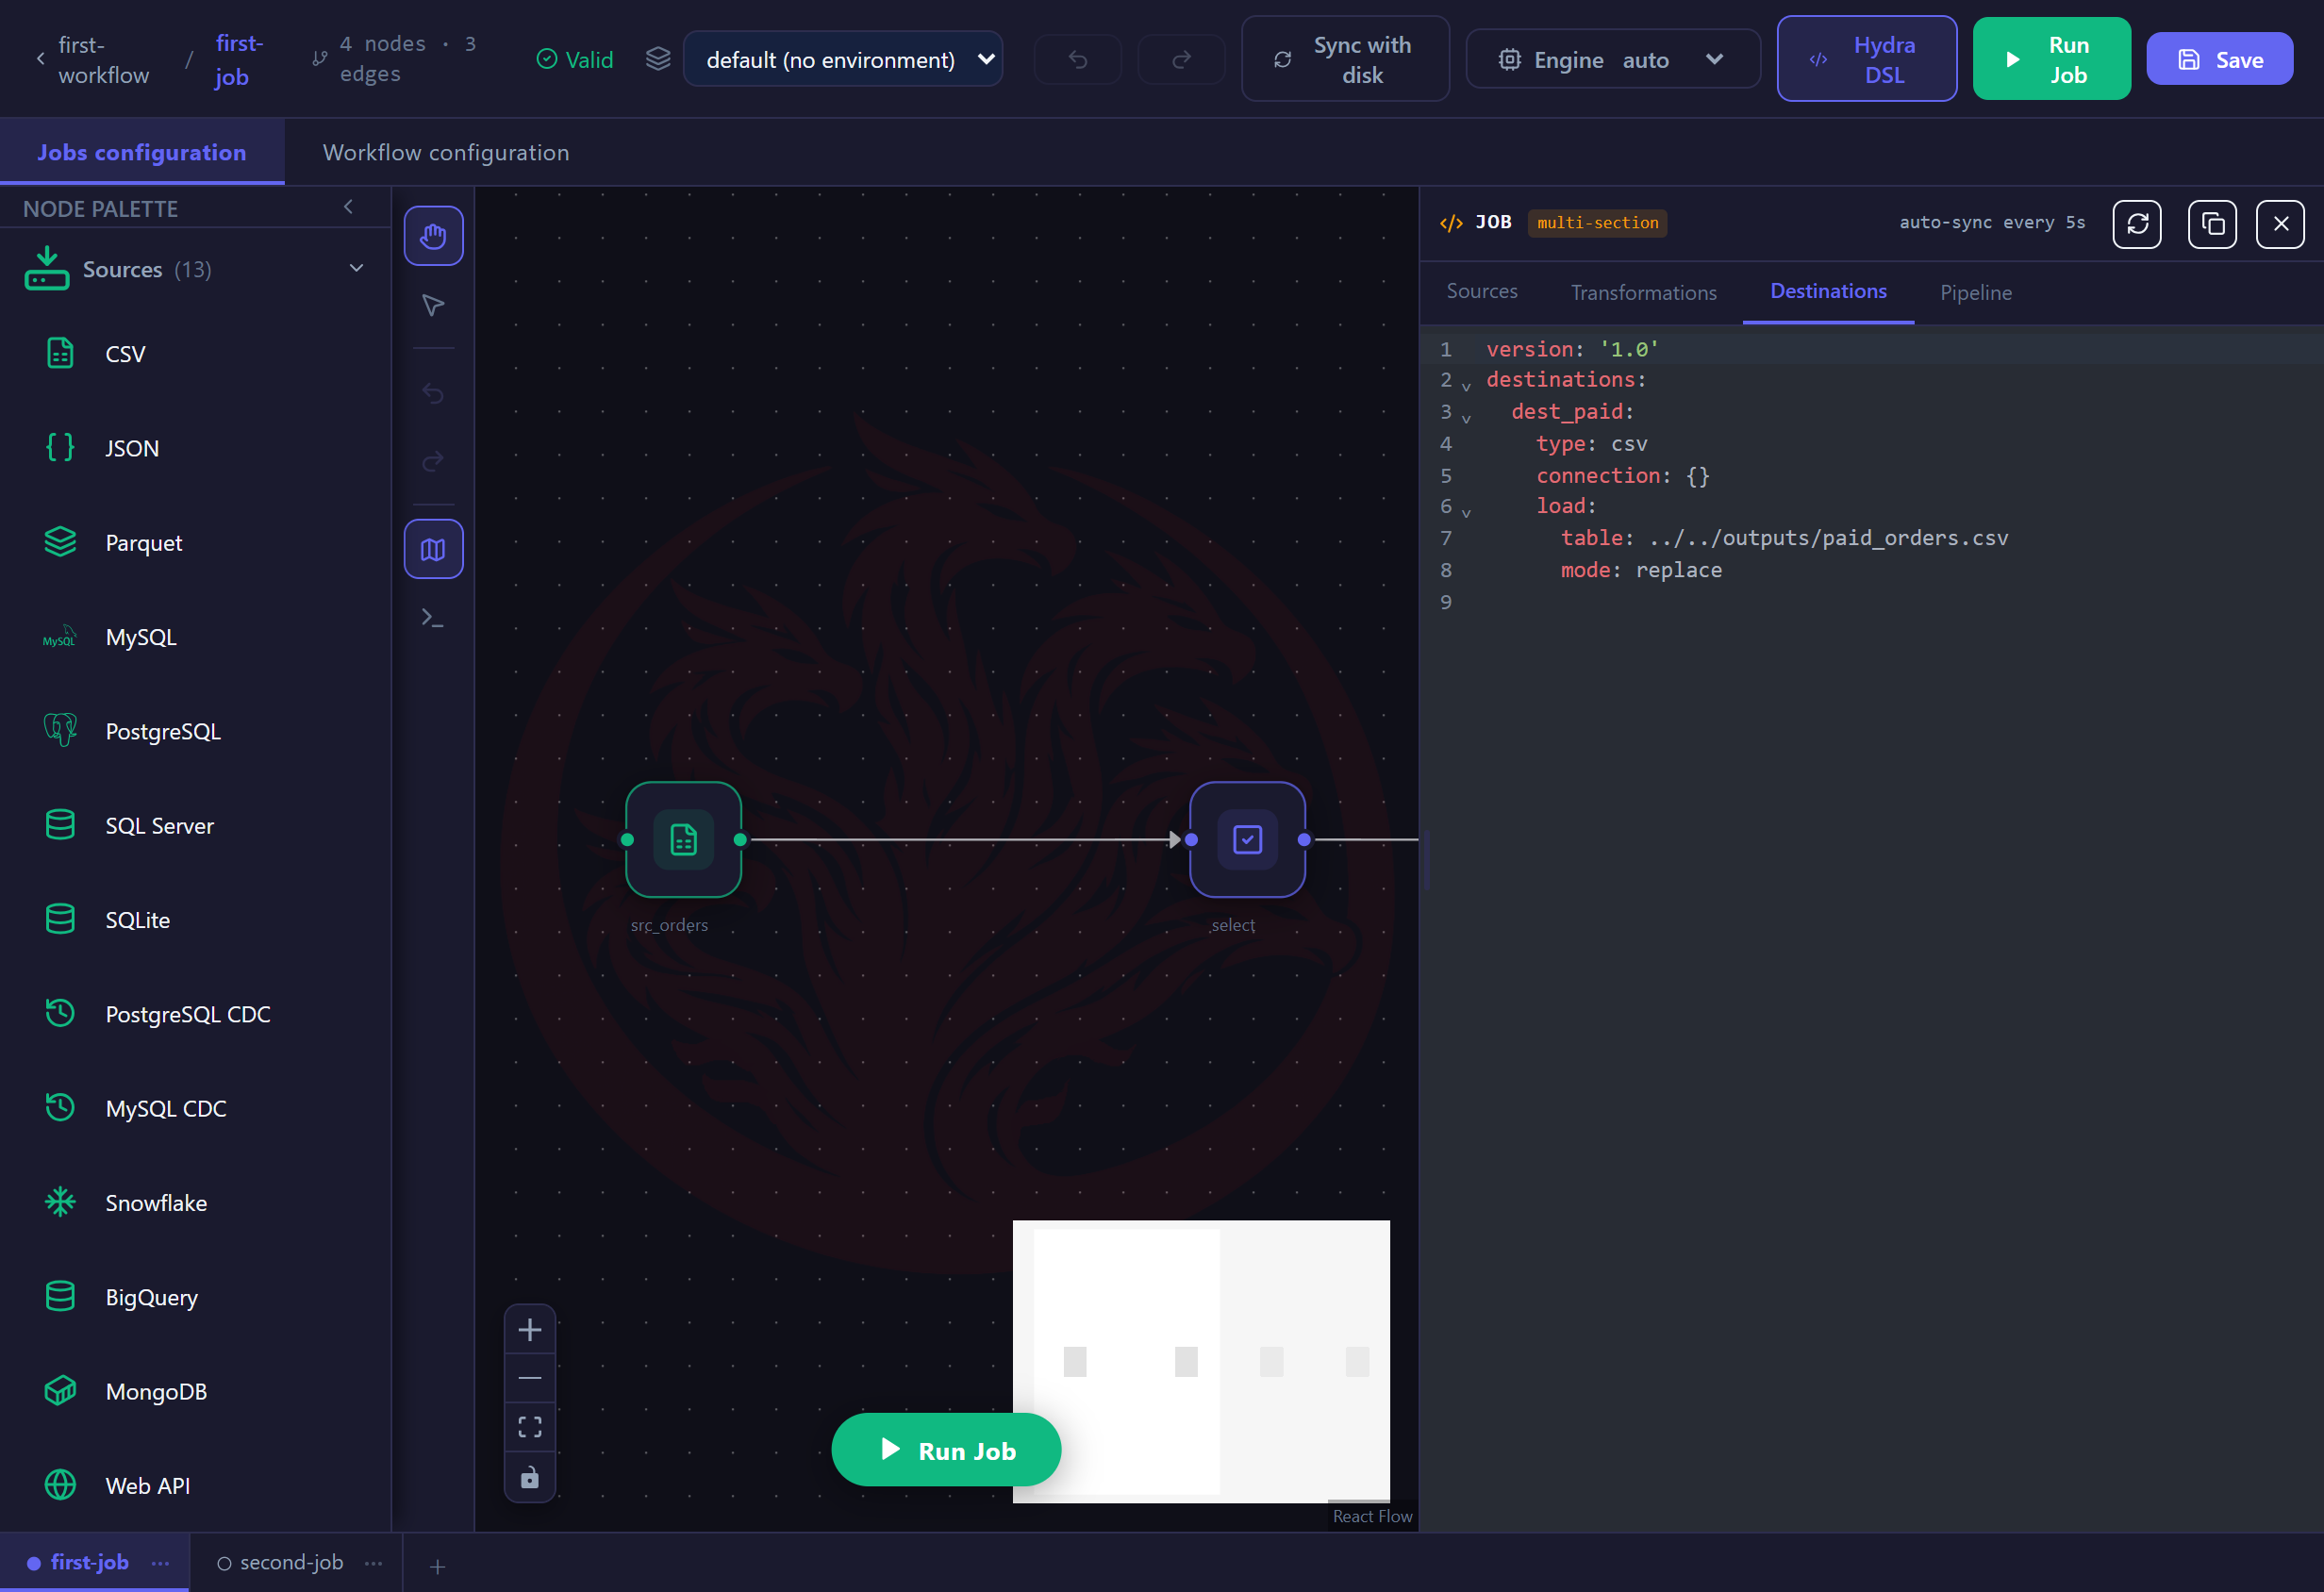 first-
workflow
/
first-
job
4 nodes · 3
edges
Valid
default (no environment)
Sync with
disk
Engine auto
Hydra
DSL
Run
Job
Save
Jobs configuration
Workflow configuration
NODE PALETTE
Sources (13)
CSV
JSON
Parquet
MySQL
MySQL
PostgreSQL
SQL Server
SQLite
PostgreSQL CDC
MySQL CDC
Snowflake
BigQuery
MongoDB
Web API
src_orders
select
Run Job
React Flow
JOB
multi-section
auto-sync every 5s
Sources
Transformations
Destinations
Pipeline
1 version: '1.0'
2 destinations:
3 dest_paid:
4 type: csv
5 connection: {}
6 load:
7 table: ../../outputs/paid_orders.csv
8 mode: replace
9
first-job ···
second-job ···
+